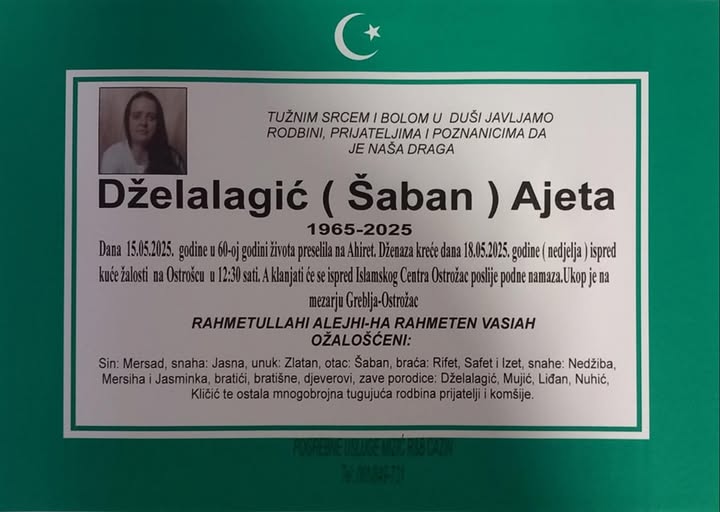 TUŽNIM SRCEM I BOLOM U DUŠI JAVLJAMO
RODBINI, PRIJATELJIMA I POZNANICIMA DA
JE NAŠA DRAGA
Dželalagić ( Šaban ) Ajeta
1965-2025
Dana 15.05.2025. godine u 60-oj godini života preselila na Ahiret. Dženaza kreće dana 18.05.2025. godine ( nedjelja ) ispred
kuće žalosti na Ostrošcu u 12:30 sati. A klanjati će se ispred Islamskog Centra Ostrožac poslije podne namaza.Ukop je na
mezarju Greblja-Ostrožac
RAHMETULLAHI ALEJHI-HA RAHMETEN VASIAH
OŽALOŠĆENI:
Sin: Mersad, snaha: Jasna, unuk: Zlatan, otac: Šaban, braća: Rifet, Safet i Izet, snahe: Nedžiba,
Mersiha i Jasminka, bratići, bratišne, djeverovi, zave porodice: Dželalagić, Mujić, Liđan, Nuhić,
Kličić te ostala mnogobrojna tugujuća rodbina prijatelji i komšije.
POGREBNE USLUGE CAZIN